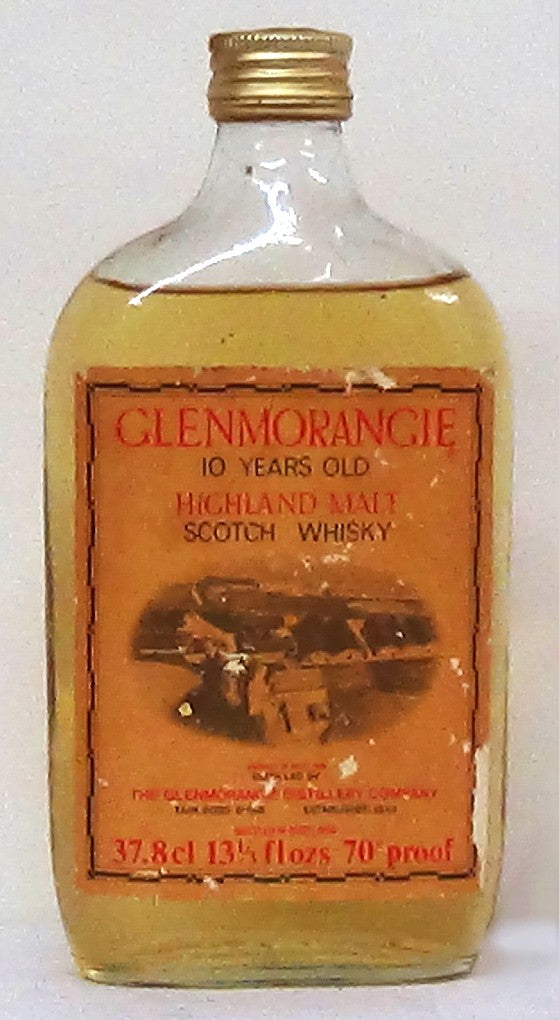 GLENMORANGIE
10 YEARS OLD
HIGHLAND MALT
SCOTCH WHISKY
THE GLENMORANGIE DISTILLERY COMPANY
37.8cl 13⅓ fl ozs 70° proof